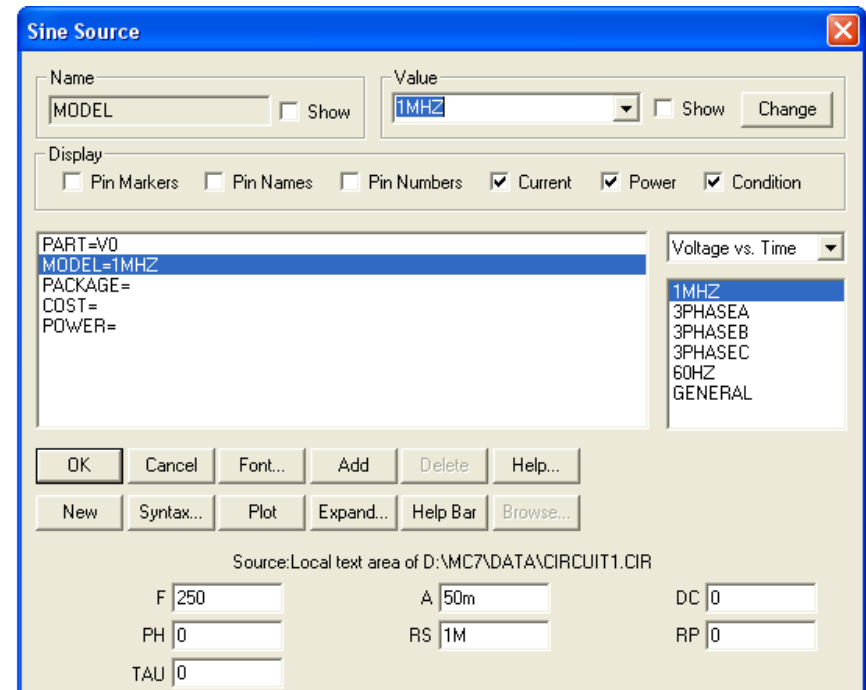 Sine Source
Name
MODEL
Show
Value
1MHZ
Show
Change
Display
Pin Markers
Pin Names
Pin Numbers
Current
Power
Condition
PART=V0
MODEL=1MHZ
PACKAGE=
COST=
POWER=
Voltage vs. Time
1MHZ
3PHASEA
3PHASEB
3PHASEC
60HZ
GENERAL
OK
Cancel
Font...
Add
Delete
Help...
New
Syntax...
Plot
Expand...
Help Bar
Browse...
Source:Local text area of D:\MC7\DATA\CIRCUIT1.CIR
F 250
A 50m
DC 0
PH 0
RS 1M
RP 0
TAU 0